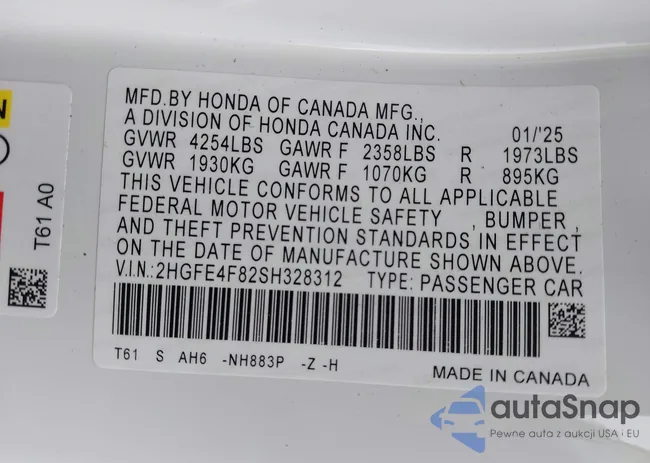 MFD.BY HONDA OF CANADA MFG.,
A DIVISION OF HONDA CANADA INC. 01/'25
GVWR 4254LBS GAWR F 2358LBS R 1973LBS
GVWR 1930KG GAWR F 1070KG R 895KG
THIS VEHICLE CONFORMS TO ALL APPLICABLE
FEDERAL MOTOR VEHICLE SAFETY , BUMPER ,
AND THEFT PREVENTION STANDARDS IN EFFECT
ON THE DATE OF MANUFACTURE SHOWN ABOVE.
V.I.N.:2HGFE4F82SH328312 TYPE: PASSENGER CAR
T61 S AH6 -NH883P -Z -H
MADE IN CANADA
N
T61 A0
autaSnap
Pewne auta z aukcji USA i EU